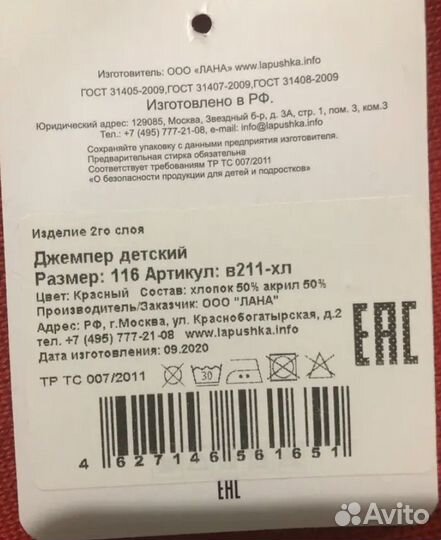 Изготовитель: ООО «ЛАНА» www.lapushka.info
ГОСТ 31405-2009,ГОСТ 31407-2009,ГОСТ 31408-2009
Изготовлено в РФ.
Юридический адрес: 129085, Москва, Звездный б-р, д. 3А, стр. 1, пом. 3, ком.3
Тел.: +7 (495) 777-21-08, e-mail: info@lapushka.info
Сохраняйте упаковку с данными предприятия изготовителя.
Предварительная стирка обязательна
Соответствует требованиям ТР ТС 007/2011
«О безопасности продукции для детей и подростков»
Изделие 2го слоя
Джемпер детский
Размер: 116 Артикул: в211-хл
Цвет: Красный Состав: хлопок 50% акрил 50%
Производитель/Заказчик: ООО "ЛАНА"
Адрес: РФ, г.Москва, ул. Краснобогатырская, д.2
тел. +7 (495) 777-21-08 www.lapushka.info
Дата изготовления: 09.2020
ТР ТС 007/2011
30
EAC
4 627146 561651
EAC
Avito